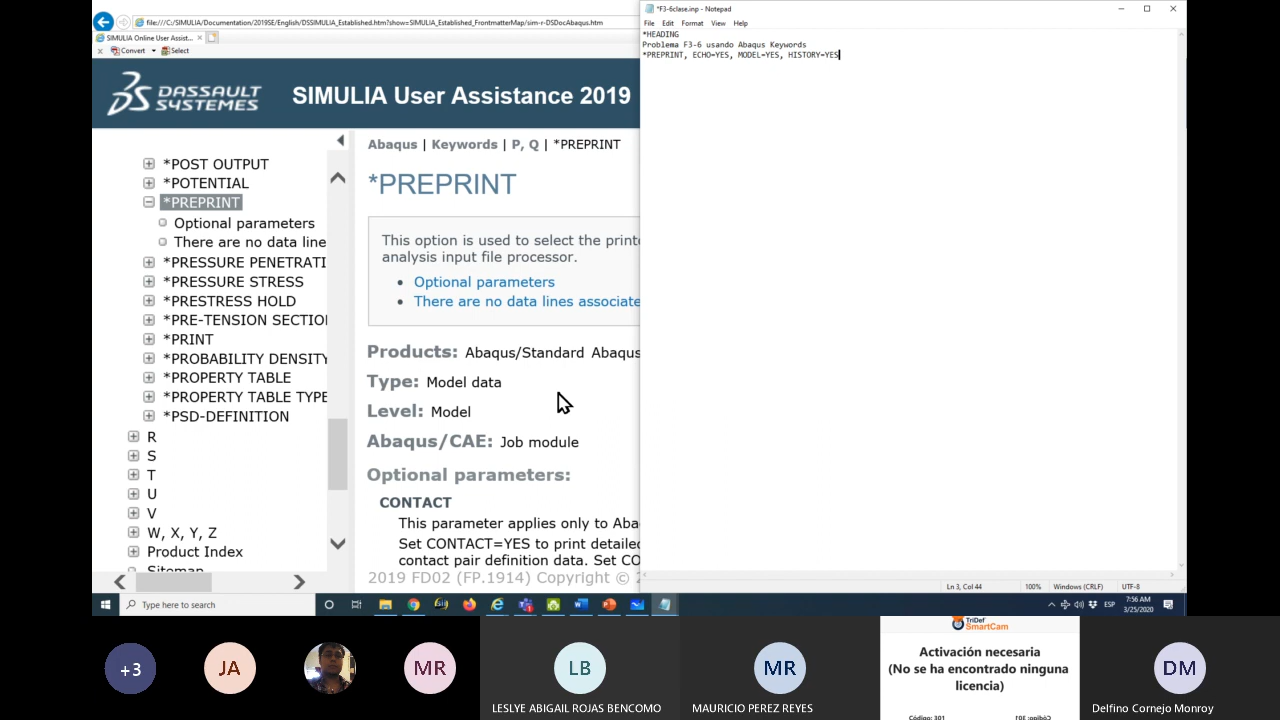 file:///C:/SIMULIA/Documentation/2019SE/English/DSSIMULIA_Established.htm?show=SIMULIA_Established_FrontmatterMap/sim-r-DSDocAbaqus.htm
SIMULIA Online User Assist...
Convert
Select
DASSAULT SYSTEMES
SIMULIA User Assistance 2019
*POST OUTPUT
*POTENTIAL
*PREPRINT
Optional parameters
There are no data line
*PRESSURE PENETRATI
*PRESSURE STRESS
*PRESTRESS HOLD
*PRE-TENSION SECTION
*PRINT
*PROBABILITY DENSITY
*PROPERTY TABLE
*PROPERTY TABLE TYPE
*PSD-DEFINITION
R
S
T
U
V
W, X, Y, Z
Product Index
Sitemap
Abaqus | Keywords | P, Q | *PREPRINT
*PREPRINT
This option is used to select the printe
analysis input file processor.
Optional parameters
There are no data lines associate
Products: Abaqus/Standard Abaqus
Type: Model data
Level: Model
Abaqus/CAE: Job module
Optional parameters:
CONTACT
This parameter applies only to Aba
Set CONTACT=YES to print detailed
contact pair definition data. Set CO
2019 FD02 (FP.1914) Copyright © 2
*F3-6clase.inp - Notepad
File Edit Format View Help
*HEADING
Problema F3-6 usando Abaqus Keywords
*PREPRINT, ECHO=YES, MODEL=YES, HISTORY=YES
Ln 3, Col 44
100%
Windows (CRLF)
UTF-8
Type here to search
ESP
7:56 AM
3/25/2020
+3
JA
MR
LB
LESLYE ABIGAIL ROJAS BENCOMO
MR
MAURICIO PEREZ REYES
TriDef
SmartCam
Activación necesaria
(No se ha encontrado ninguna
licencia)
Código: 301
DM
Delfino Cornejo Monroy